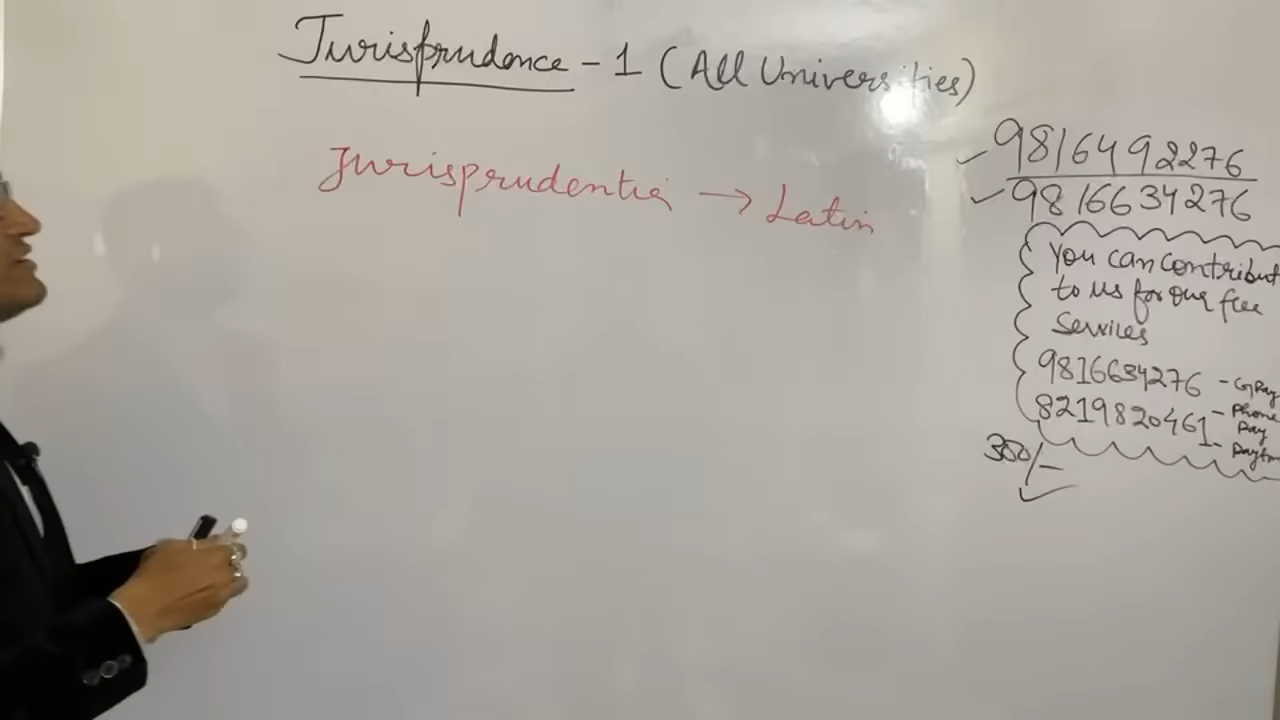 Jurisprudence - 1 (All Universities)
Jurisprudentia → Latin
9816492276
9816634276
You can contribut
to us for our free
Services
9816634276 - GPay
8219820461 - Phone
Pay
- Paytm
300/-